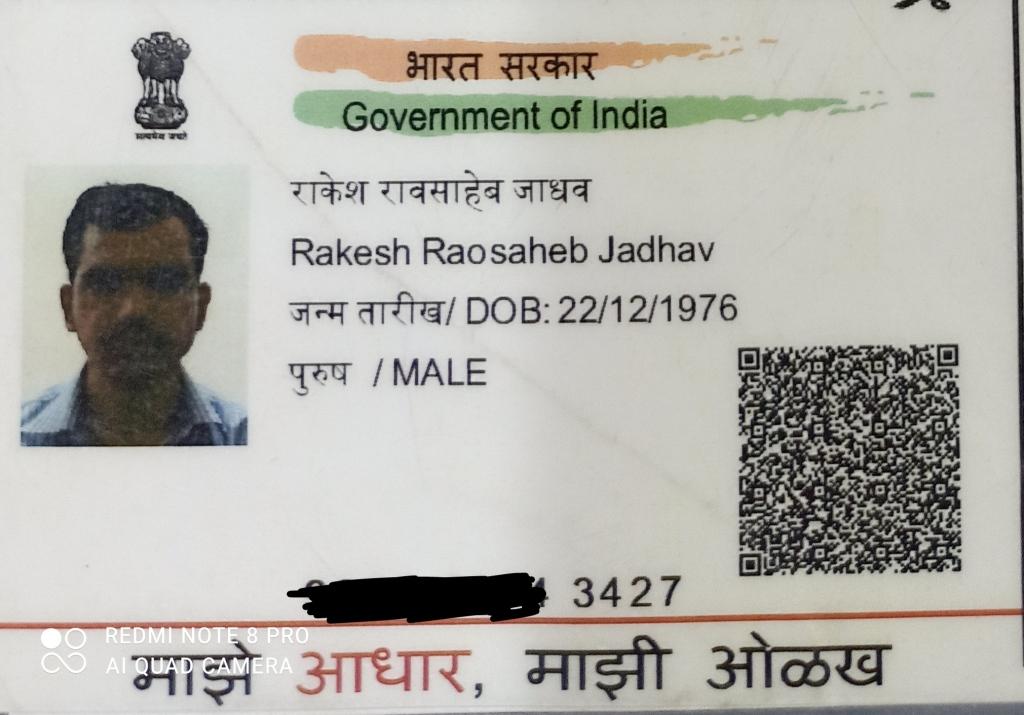 सत्यमेव जयते
भारत सरकार
Government of India
राकेश रावसाहेब जाधव
Rakesh Raosaheb Jadhav
जन्म तारीख/ DOB: 22/12/1976
पुरुष / MALE
3427
REDMI NOTE 8 PRO
AI QUAD CAMERA
माझे आधार, माझी ओळख